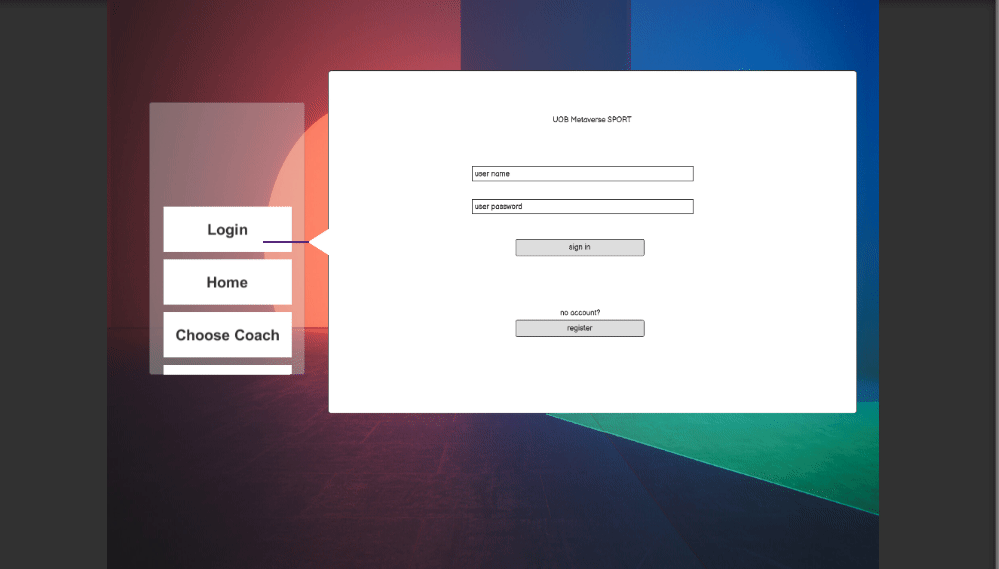 UOB Metaverse SPORT
user name
user password
Login
sign in
Home
no account?
register
Choose Coach